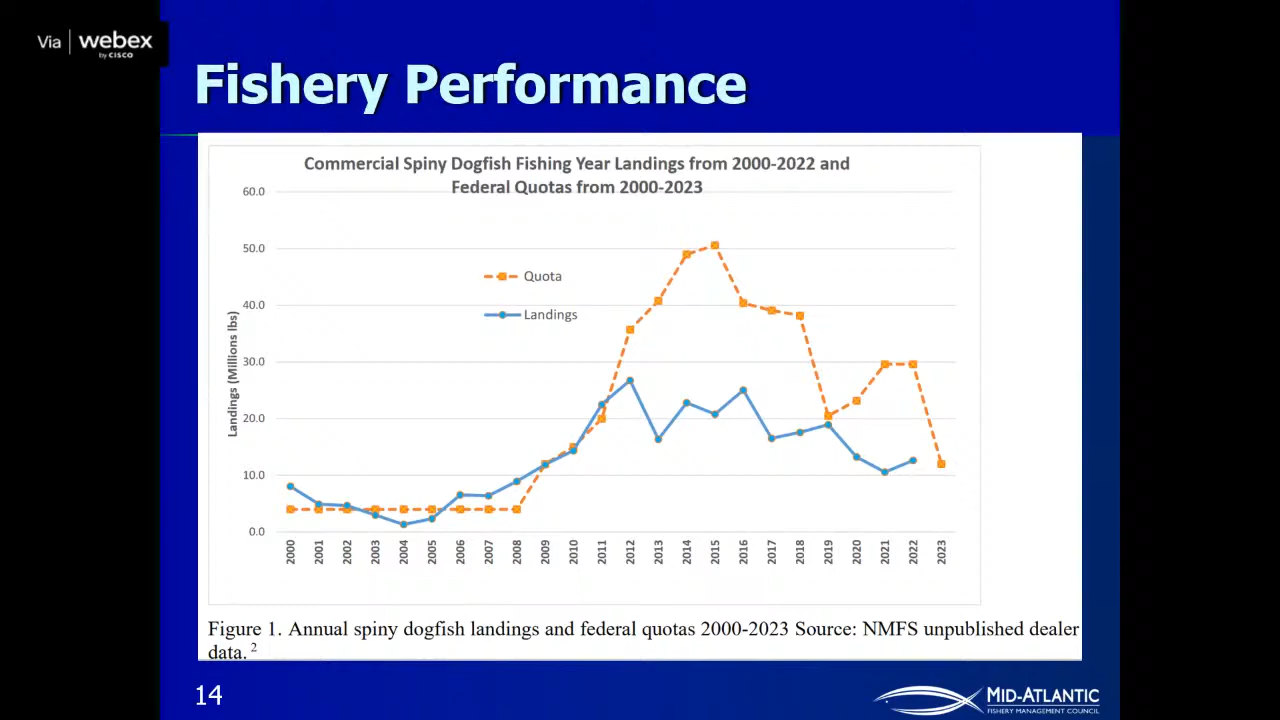 Via webex
by CISCO
Fishery Performance
Commercial Spiny Dogfish Fishing Year Landings from 2000-2022 and
Federal Quotas from 2000-2023
60.0
50.0
40.0
30.0
20.0
10.0
0.0
Landings (Millions lbs)
Quota
Landings
2000 2001 2002 2003 2004 2005 2006 2007 2008 2009 2010 2011 2012 2013 2014 2015 2016 2017 2018 2019 2020 2021 2022 2023
Figure 1. Annual spiny dogfish landings and federal quotas 2000-2023 Source: NMFS unpublished dealer
data. 2
14
MID-ATLANTIC
FISHERY MANAGEMENT COUNCIL